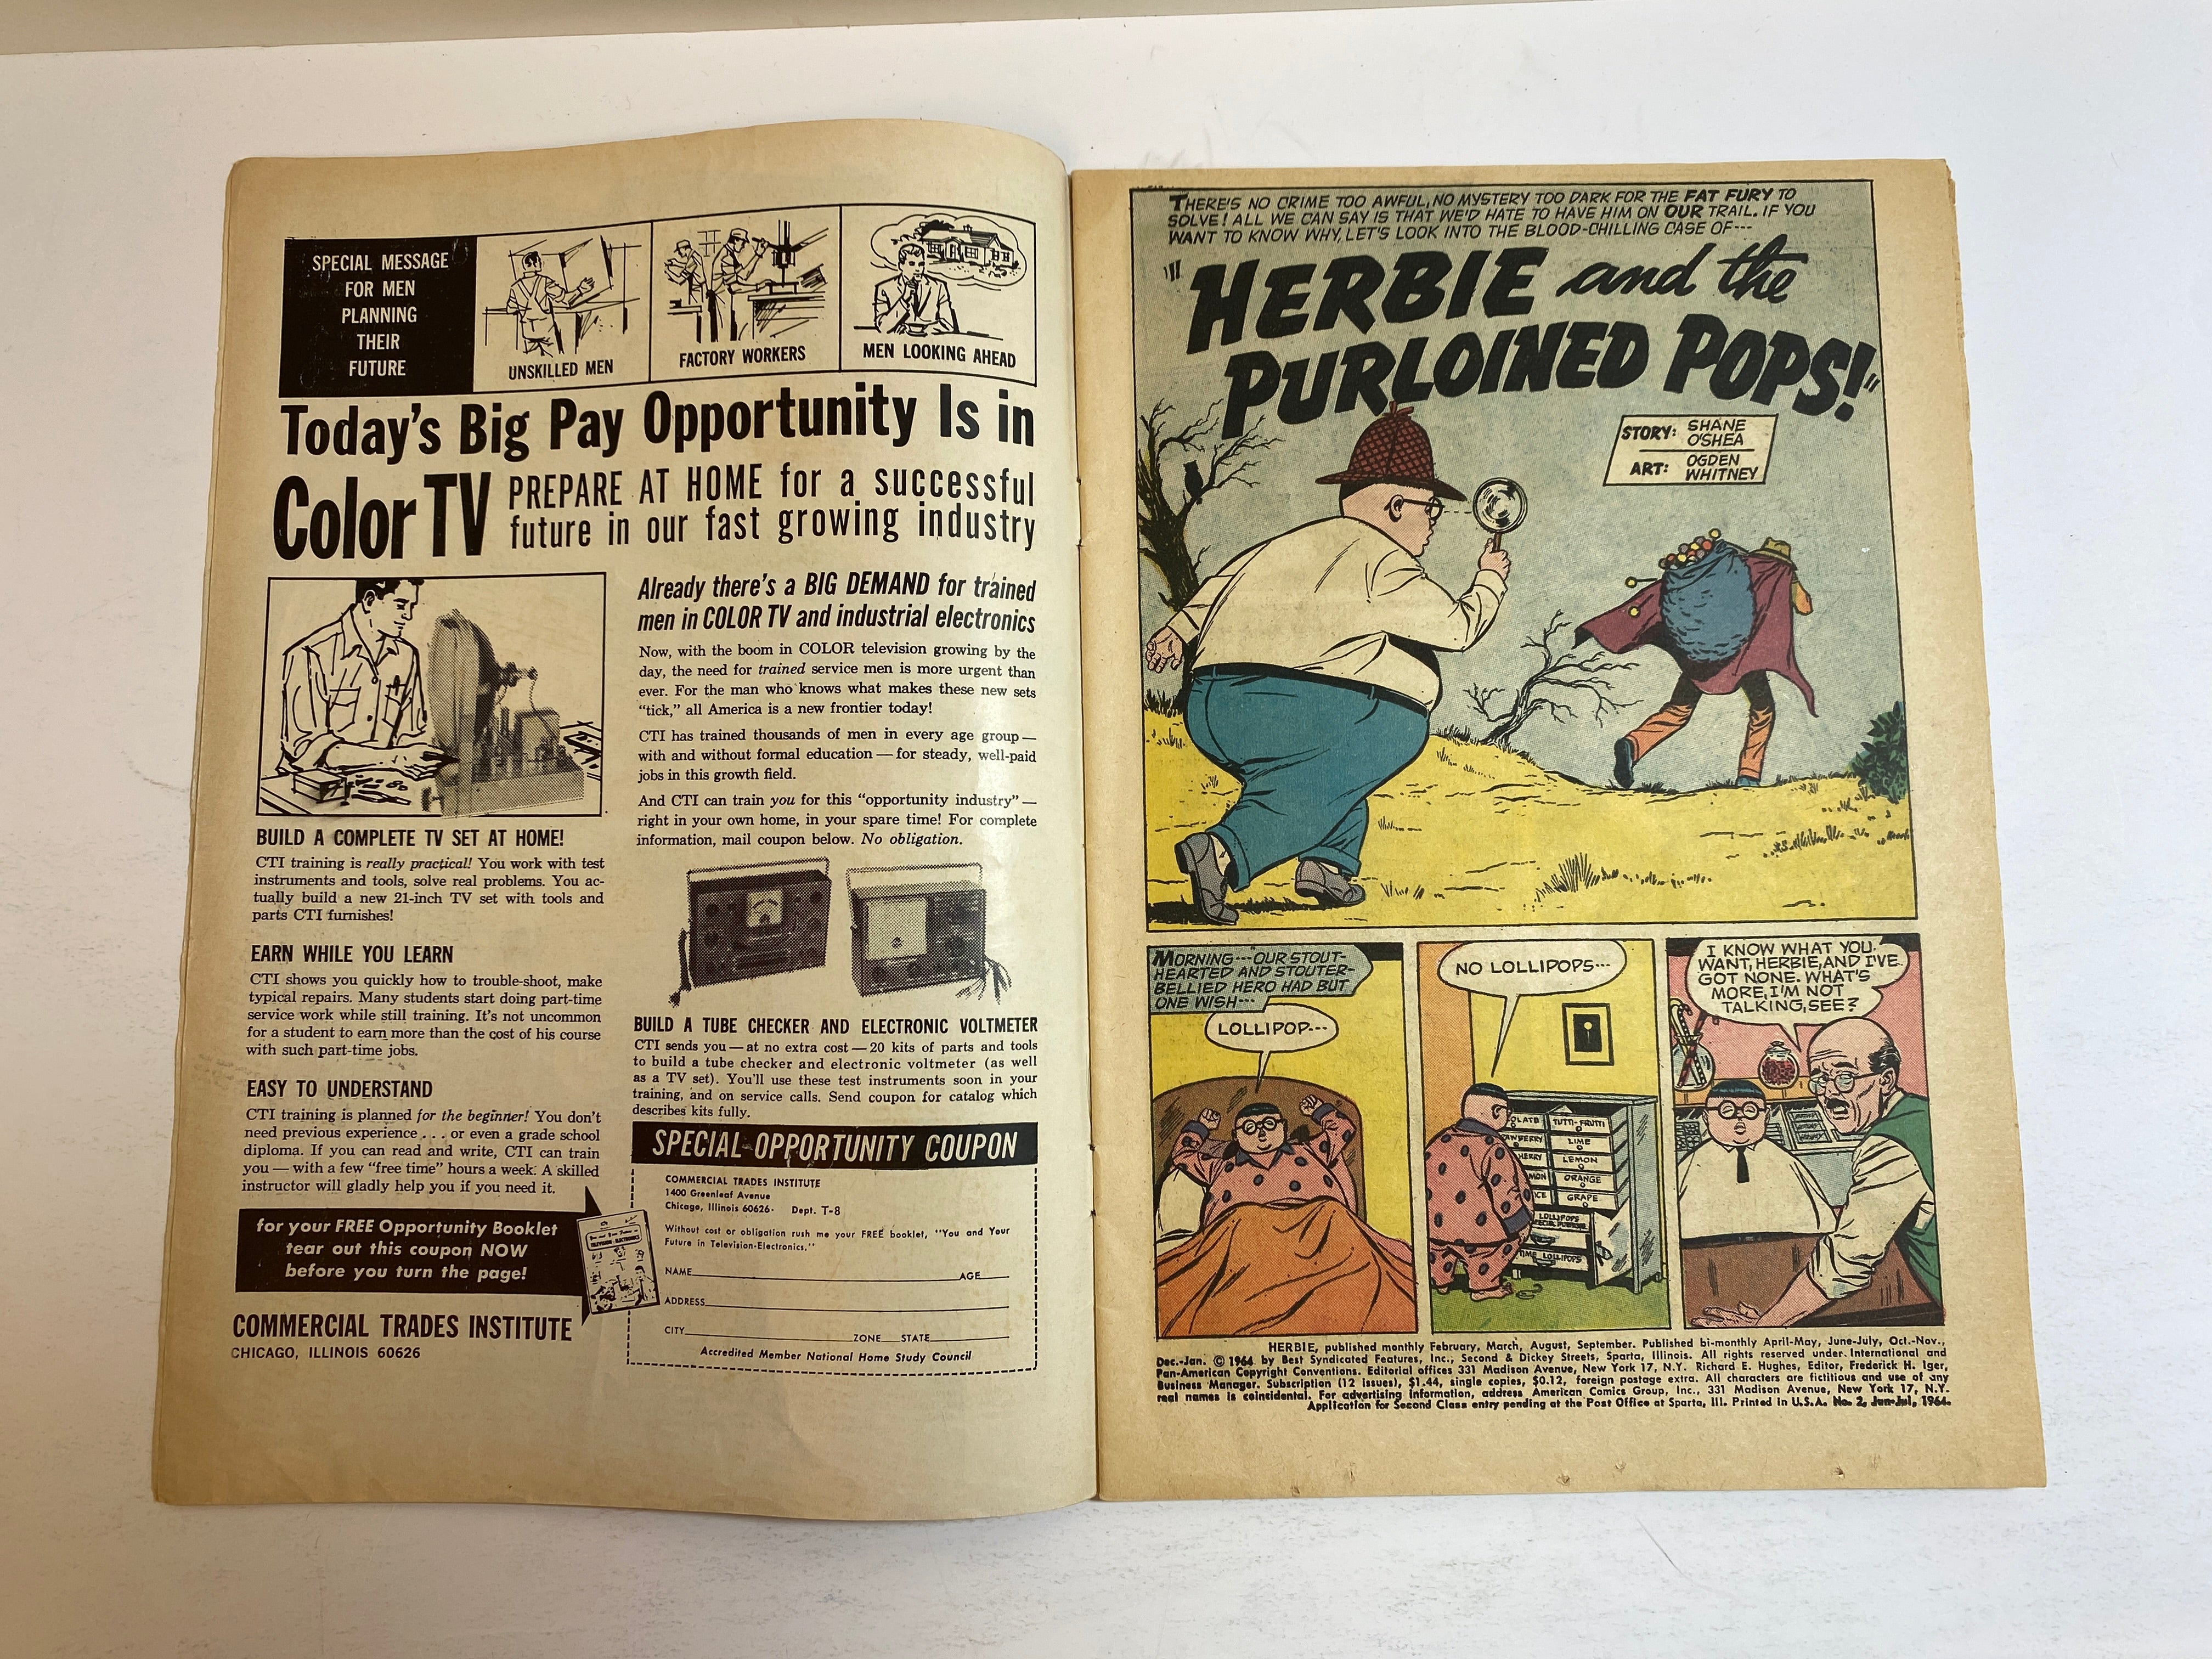 SPECIAL MESSAGE
FOR MEN
PLANNING
THEIR
FUTURE
UNSKILLED MEN
FACTORY WORKERS
MEN LOOKING AHEAD
Today's Big Pay Opportunity Is in
Color TV
PREPARE AT HOME for a successful
future in our fast growing industry
BUILD A COMPLETE TV SET AT HOME!
CTI training is really practical! You work with test
instruments and tools, solve real problems. You ac-
tually build a new 21-inch TV set with tools and
parts CTI furnishes!
EARN WHILE YOU LEARN
CTI shows you quickly how to trouble-shoot, make
typical repairs. Many students start doing part-time
service work while still training. It's not uncommon
for a student to earn more than the cost of his course
with such part-time jobs.
EASY TO UNDERSTAND
CTI training is planned for the beginner! You don't
need previous experience . . . or even a grade school
diploma. If you can read and write, CTI can train
you — with a few "free time" hours a week. A skilled
instructor will gladly help you if you need it.
for your FREE Opportunity Booklet
tear out this coupon NOW
before you turn the page!
COMMERCIAL TRADES INSTITUTE
CHICAGO, ILLINOIS 60626
Already there's a BIG DEMAND for trained
men in COLOR TV and industrial electronics
Now, with the boom in COLOR television growing by the
day, the need for trained service men is more urgent than
ever. For the man who knows what makes these new sets
"tick," all America is a new frontier today!
CTI has trained thousands of men in every age group —
with and without formal education — for steady, well-paid
jobs in this growth field.
And CTI can train you for this "opportunity industry" —
right in your own home, in your spare time! For complete
information, mail coupon below. No obligation.
BUILD A TUBE CHECKER AND ELECTRONIC VOLTMETER
CTI sends you — at no extra cost — 20 kits of parts and tools
to build a tube checker and electronic voltmeter (as well
as a TV set). You'll use these test instruments soon in your
training, and on service calls. Send coupon for catalog which
describes kits fully.
SPECIAL OPPORTUNITY COUPON
COMMERCIAL TRADES INSTITUTE
1400 Greenleaf Avenue
Chicago, Illinois 60626 Dept. T-8
Without cost or obligation rush me your FREE booklet, "You and Your
Future in Television-Electronics."
NAME AGE
ADDRESS
CITY ZONE STATE
Accredited Member National Home Study Council
THERE'S NO CRIME TOO AWFUL, NO MYSTERY TOO DARK FOR THE FAT FURY TO
SOLVE! ALL WE CAN SAY IS THAT WE'D HATE TO HAVE HIM ON OUR TRAIL. IF YOU
WANT TO KNOW WHY, LET'S LOOK INTO THE BLOOD-CHILLING CASE OF---
"HERBIE and the
PURLOINED POPS!"
STORY: SHANE
O'SHEA
ART: OGDEN
WHITNEY
MORNING---OUR STOUT-
HEARTED AND STOUTER-
BELLIED HERO HAD BUT
ONE WISH---
LOLLIPOP---
NO LOLLIPOPS---
TUTTI-FRUTTI
LIME
LEMON
ORANGE
GRAPE
LOLLIPOPS
LOLLIPOPS
I KNOW WHAT YOU
WANT, HERBIE, AND I'VE
GOT NONE. WHAT'S
MORE, I'M NOT
TALKING, SEE?
HERBIE, published monthly February, March, August, September. Published bi-monthly April-May, June-July, Oct.-Nov.,
Dec.-Jan. © 1964 by Best Syndicated Features, Inc., Second & Dickey Streets, Sparta, Illinois. All rights reserved under International and
Pan-American Copyright Conventions. Editorial offices 331 Madison Avenue, New York 17, N.Y. Richard E. Hughes, Editor, Frederick H. Iger,
Business Manager. Subscription (12 issues), $1.44, single copies, $0.12, foreign postage extra. All characters are fictitious and use of any
real names is coincidental. For advertising information, address American Comics Group, Inc., 331 Madison Avenue, New York 17, N.Y.
Application for Second Class entry pending at the Post Office at Sparta, Ill. Printed in U.S.A. No. 2, Jun-Jul, 1964.